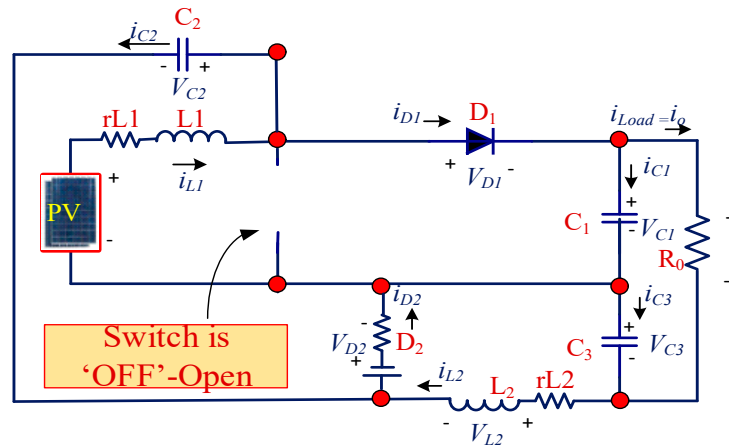 C2
iC2
- +
VC2
rL1 L1
iD1 D1 iLoad =io
+ iL1 + VD1 - iC1
PV +
-
C1 - VC1 +
R0
-
iD2
- iC3
+
Switch is VD2 D2 C3 - VC3
'OFF'-Open +
iL2 L2 rL2
- +
VL2